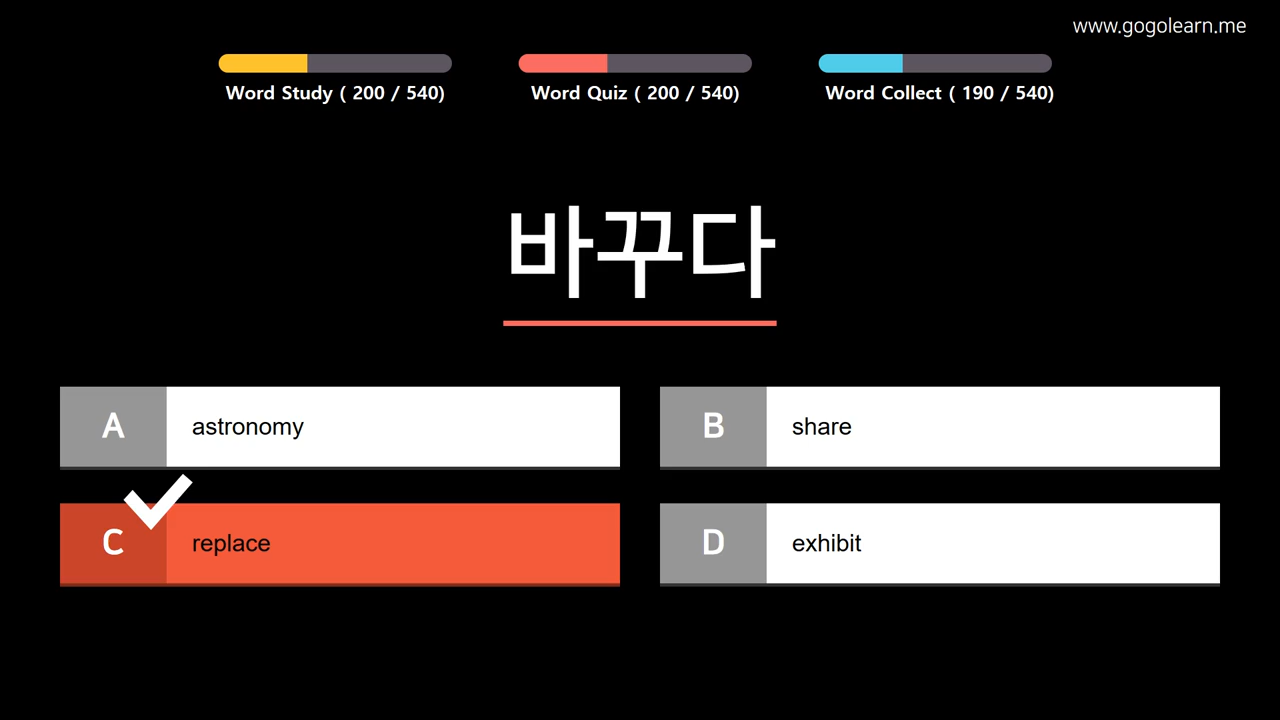 www.gogolearn.me
Word Study ( 200 / 540)
Word Quiz ( 200 / 540)
Word Collect ( 190 / 540)
바꾸다
A astronomy
B share
C replace
D exhibit